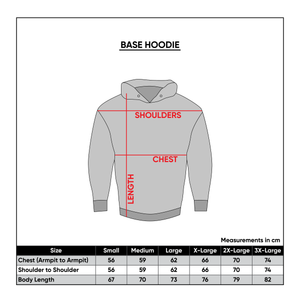 BASE HOODIE
SHOULDERS
CHEST
LENGTH
Measurements in cm
Size Small Medium Large X-Large 2X-Large 3X-Large
Chest (Armpit to Armpit) 56 59 62 66 70 74
Shoulder to Shoulder 56 59 62 66 70 74
Body Length 67 70 73 76 79 82